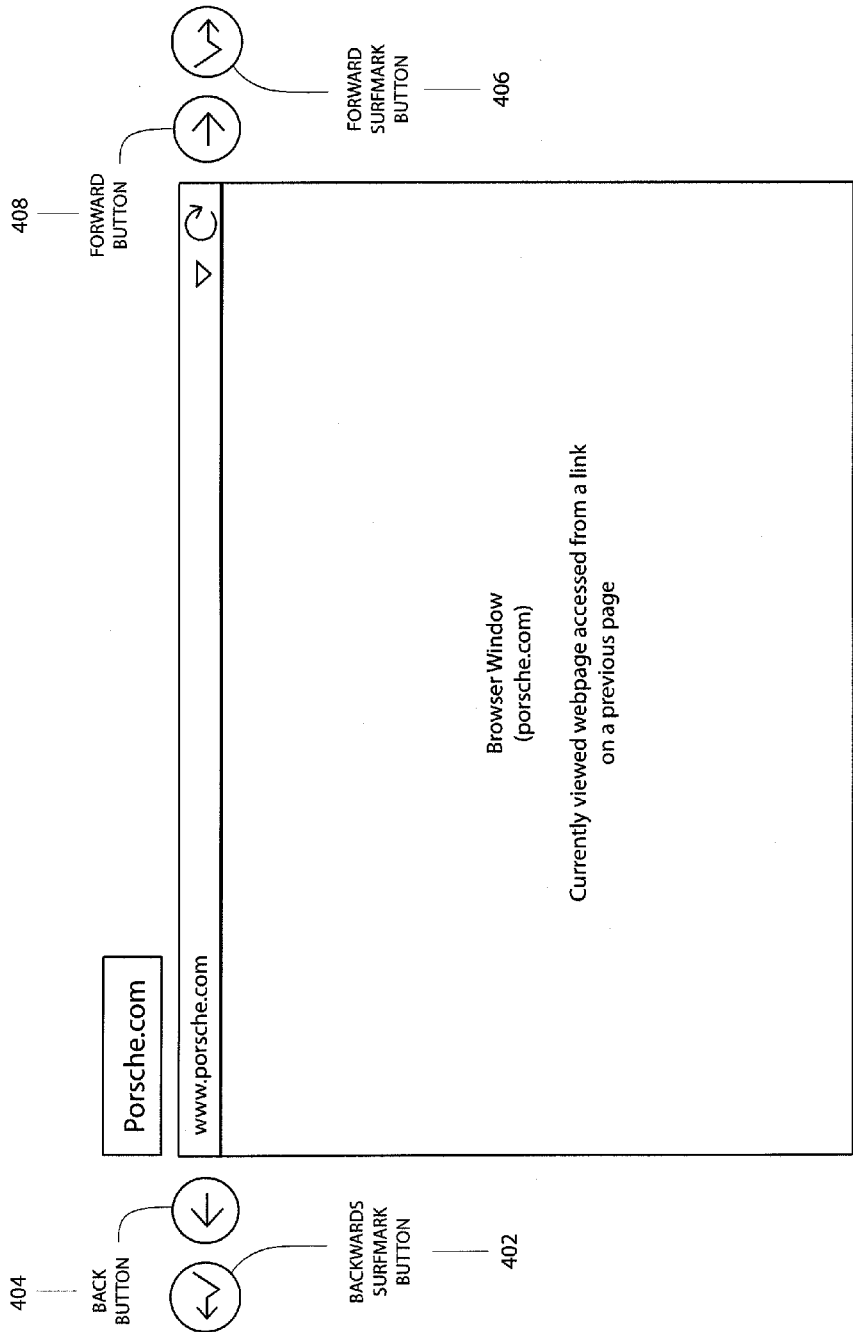 404
BACK
BUTTON
408
FORWARD
BUTTON
Porsche.com
www.porsche.com
BACKWARDS
SURFMARK
BUTTON
402
FORWARD
SURFMARK
BUTTON
406
Browser Window
(porsche.com)
Currently viewed webpage accessed from a link
on a previous page